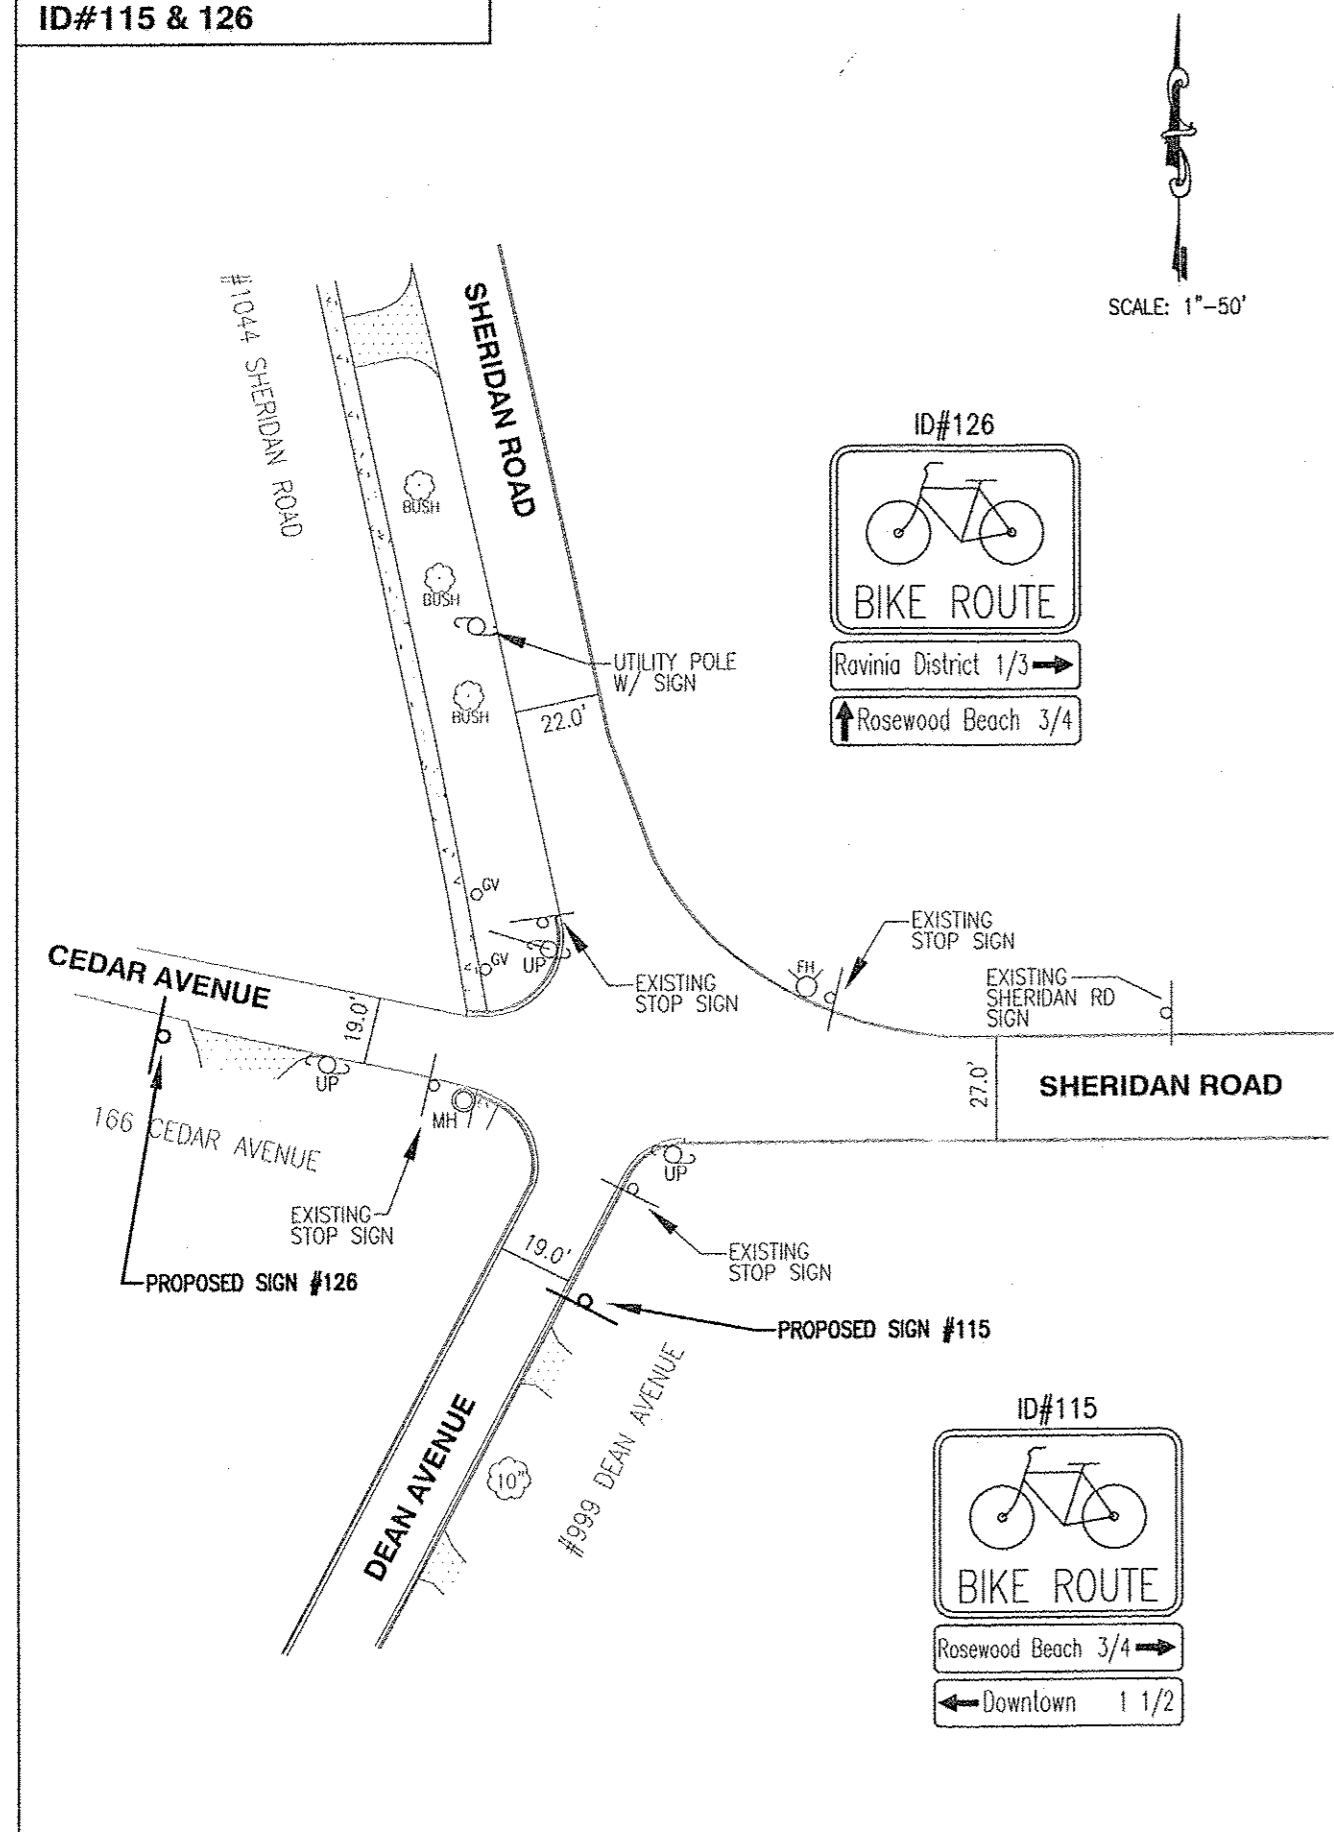 ID#115 & 126
SCALE: 1"-50'
#1044 SHERIDAN ROAD
SHERIDAN ROAD
ID#126
BIKE ROUTE
Ravinia District 1/3 →
↑ Rosewood Beach 3/4
BUSH
BUSH
UTILITY POLE
W/ SIGN
BUSH
22.0'
GV
EXISTING
STOP SIGN
CEDAR AVENUE
GV
UP
EXISTING
STOP SIGN
FH
EXISTING
SHERIDAN RD
SIGN
19.0'
UP
MH
27.0'
SHERIDAN ROAD
166 CEDAR AVENUE
UP
EXISTING
STOP SIGN
EXISTING
STOP SIGN
19.0'
PROPOSED SIGN #126
PROPOSED SIGN #115
DEAN AVENUE
10"
#999 DEAN AVENUE
ID#115
BIKE ROUTE
Rosewood Beach 3/4 →
← Downtown 1 1/2